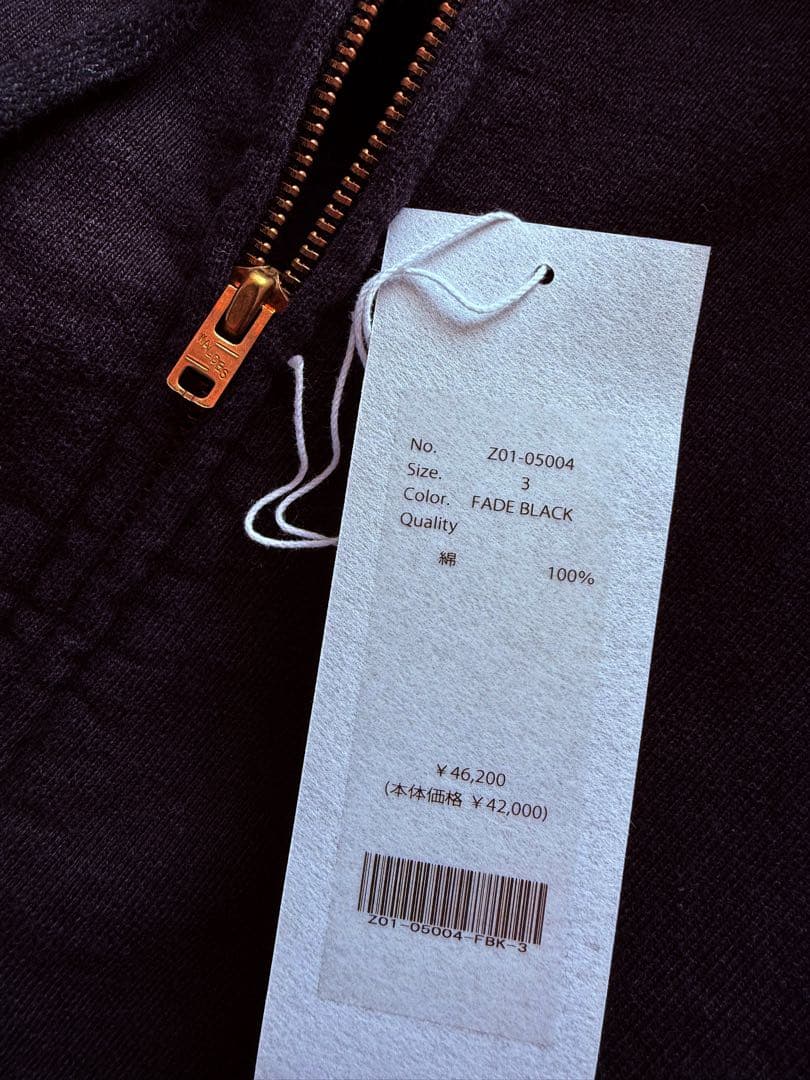 WALDES
No. Z01-05004
Size. 3
Color. FADE BLACK
Quality
綿 100%
￥46,200
(本体価格 ￥42,000)
Z01-05004-FBK-3